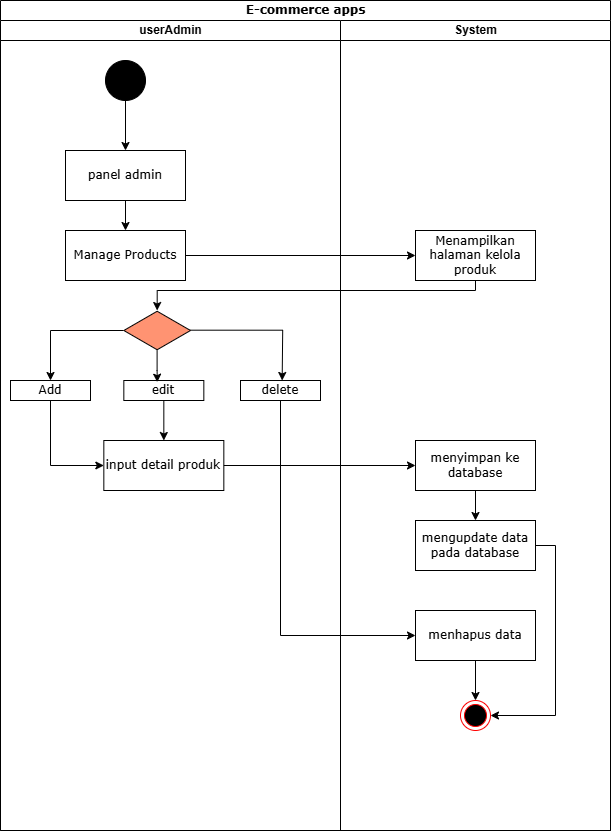 E-commerce apps
userAdmin
System
panel admin
Manage Products
Menampilkan
halaman kelola
produk
Add
edit
delete
input detail produk
menyimpan ke
database
mengupdate data
pada database
menhapus data